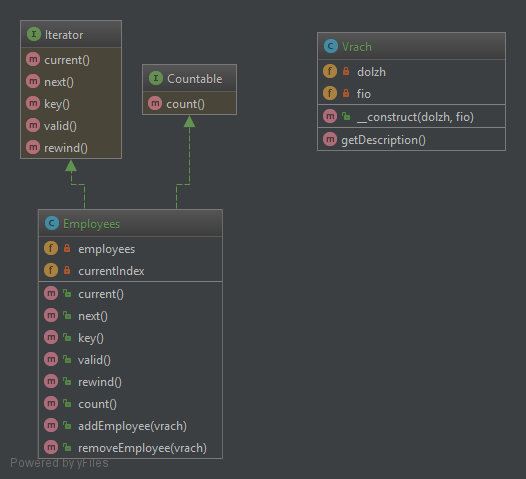 Iterator
current()
next()
key()
valid()
rewind()
Countable
count()
Vrach
dolzh
fio
__construct(dolzh, fio)
getDescription()
Employees
employees
currentIndex
current()
next()
key()
valid()
rewind()
count()
addEmployee(vrach)
removeEmployee(vrach)
Powered by yFiles